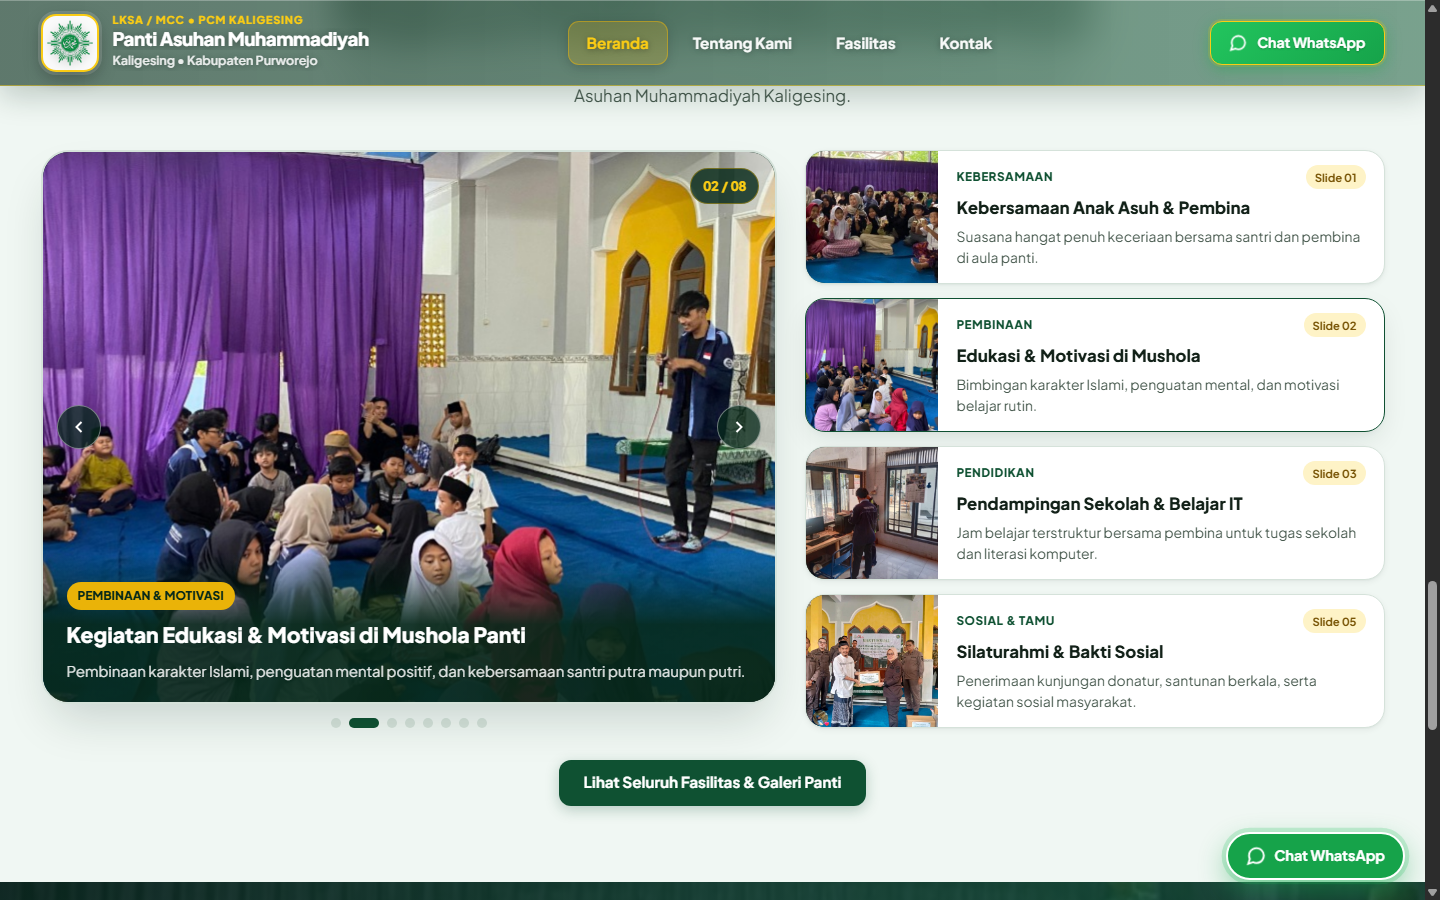 LKSA / MCC • PCM KALIGESING
Panti Asuhan Muhammadiyah
Kaligesing • Kabupaten Purworejo
Beranda
Tentang Kami
Fasilitas
Kontak
Chat WhatsApp
Asuhan Muhammadiyah Kaligesing.
02 / 08
PEMBINAAN & MOTIVASI
Kegiatan Edukasi & Motivasi di Mushola Panti
Pembinaan karakter Islami, penguatan mental positif, dan kebersamaan santri putra maupun putri.
KEBERSAMAAN
Slide 01
Kebersamaan Anak Asuh & Pembina
Suasana hangat penuh keceriaan bersama santri dan pembina
di aula panti.
PEMBINAAN
Slide 02
Edukasi & Motivasi di Mushola
Bimbingan karakter Islami, penguatan mental, dan motivasi
belajar rutin.
PENDIDIKAN
Slide 03
Pendampingan Sekolah & Belajar IT
Jam belajar terstruktur bersama pembina untuk tugas sekolah
dan literasi komputer.
SOSIAL & TAMU
Slide 05
Silaturahmi & Bakti Sosial
Penerimaan kunjungan donatur, santunan berkala, serta
kegiatan sosial masyarakat.
Lihat Seluruh Fasilitas & Galeri Panti
Chat WhatsApp